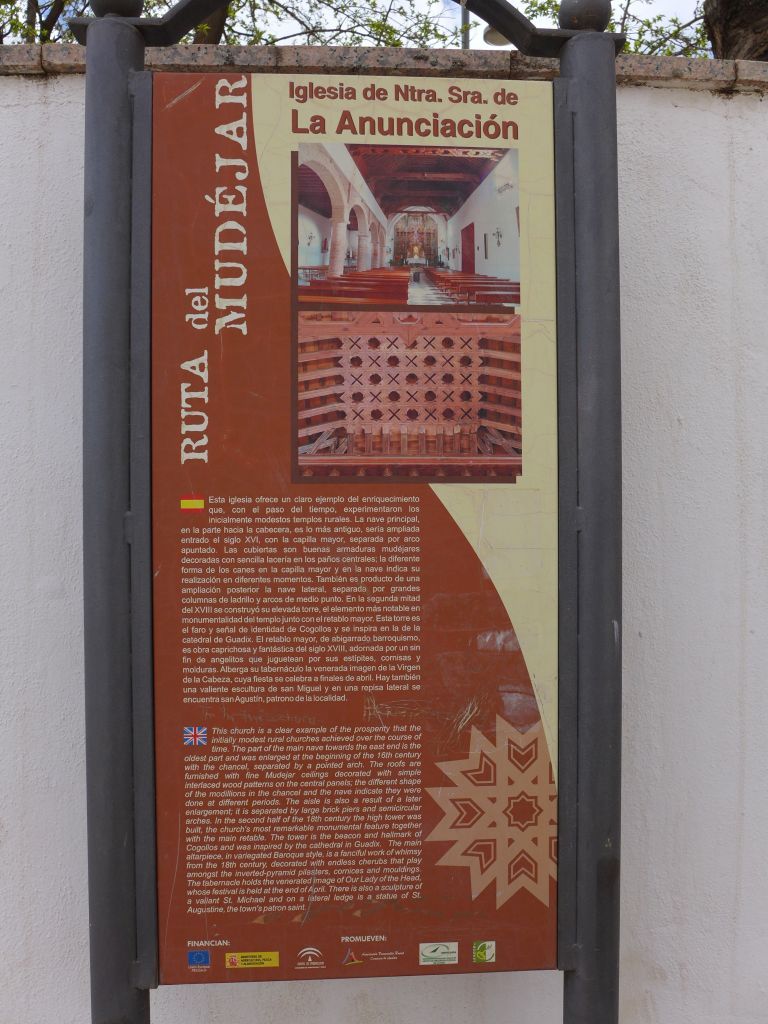 Iglesia de Ntra. Sra. de
La Anunciación
RUTA del
MUDÉJAR
Esta iglesia ofrece un claro ejemplo del enriquecimiento
que, con el paso del tiempo, experimentaron los
inicialmente modestos templos rurales. La nave principal,
en la parte hacia la cabecera, es lo más antiguo, sería ampliada
entrado el siglo XVI, con la capilla mayor, separada por arco
apuntado. Las cubiertas son buenas armaduras mudéjares
decoradas con sencilla lacería en los paños centrales; la diferente
forma de los canes en la capilla mayor y en la nave indica su
realización en diferentes momentos. También es producto de una
ampliación posterior la nave lateral, separada por grandes
columnas de ladrillo y arcos de medio punto. En la segunda mitad
del XVIII se construyó su elevada torre, el elemento más notable en
monumentalidad del templo junto con el retablo mayor. Esta torre es
el faro y señal de identidad de Cogollos y se inspira en la de la
catedral de Guadix. El retablo mayor, de abigarrado barroquismo,
es obra caprichosa y fantástica del siglo XVIII, adornada por un sin
fin de angelitos que juguetean por sus estípites, cornisas y
molduras. Alberga su tabernáculo la venerada imagen de la Virgen
de la Cabeza, cuya fiesta se celebra a finales de abril. Hay también
una valiente escultura de san Miguel y en una repisa lateral se
encuentra san Agustín, patrono de la localidad.
This church is a clear example of the prosperity that the
initially modest rural churches achieved over the course of
time. The part of the main nave towards the east end is the
oldest part and was enlarged at the beginning of the 16th century
with the chancel, separated by a pointed arch. The roofs are
furnished with fine Mudejar ceilings decorated with simple
interlaced wood patterns on the central panels; the different shape
of the modillions in the chancel and the nave indicate they were
done at different periods. The aisle is also a result of a later
enlargement; it is separated by large brick piers and semicircular
arches. In the second half of the 18th century the high tower was
built, the church's most remarkable monumental feature together
with the main retable. The tower is the beacon and hallmark of
Cogollos and was inspired by the cathedral in Guadix. The main
altarpiece, in variegated Baroque style, is a fanciful work of whimsy
from the 18th century, decorated with endless cherubs that play
amongst the inverted-pyramid pilasters, cornices and mouldings.
The tabernacle holds the venerated image of Our Lady of the Head,
whose festival is held at the end of April. There is also a sculpture of
a valiant St. Michael and on a lateral ledge is a statue of St.
Augustine, the town's patron saint.
FINANCIAN:
PROMUEVEN: